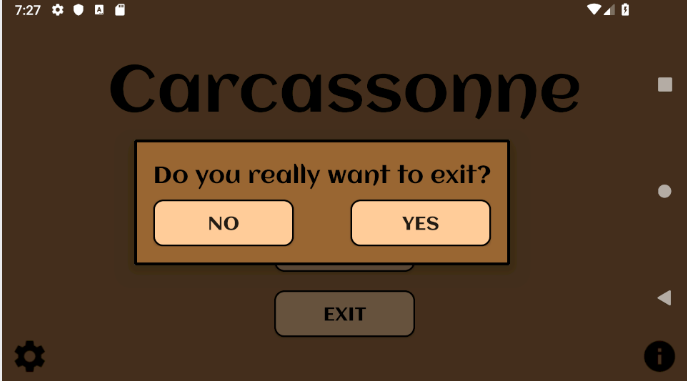 7:27
Carcassonne
Do you really want to exit?
NO YES
EXIT